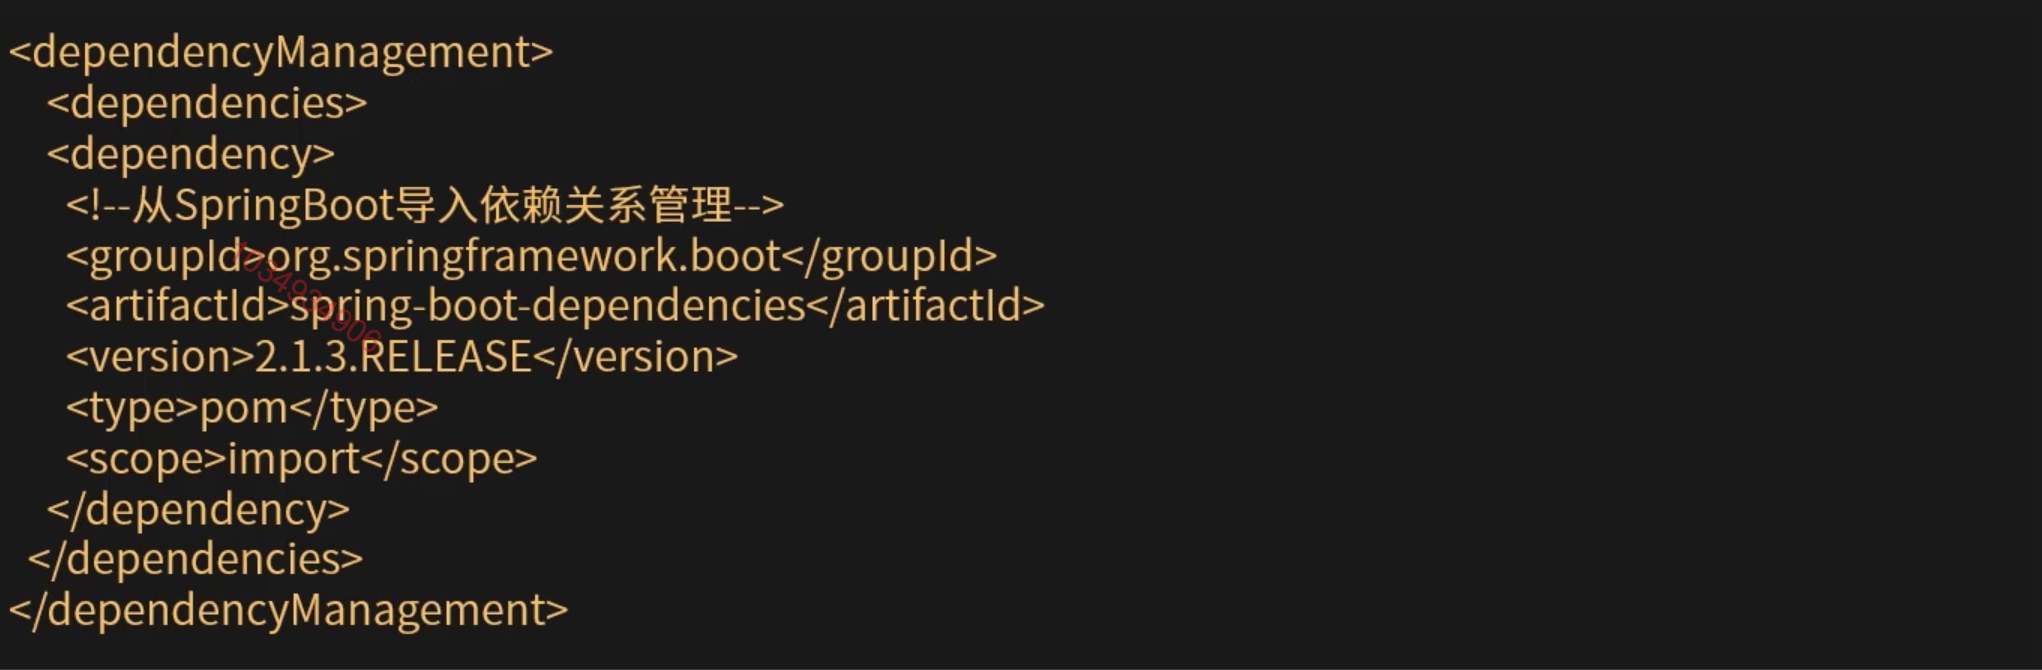 <dependencyManagement>
<dependencies>
<dependency>
<!--从SpringBoot导入依赖关系管理-->
<groupId>org.springframework.boot</groupId>
<artifactId>spring-boot-dependencies</artifactId>
<version>2.1.3.RELEASE</version>
<type>pom</type>
<scope>import</scope>
</dependency>
</dependencies>
</dependencyManagement>